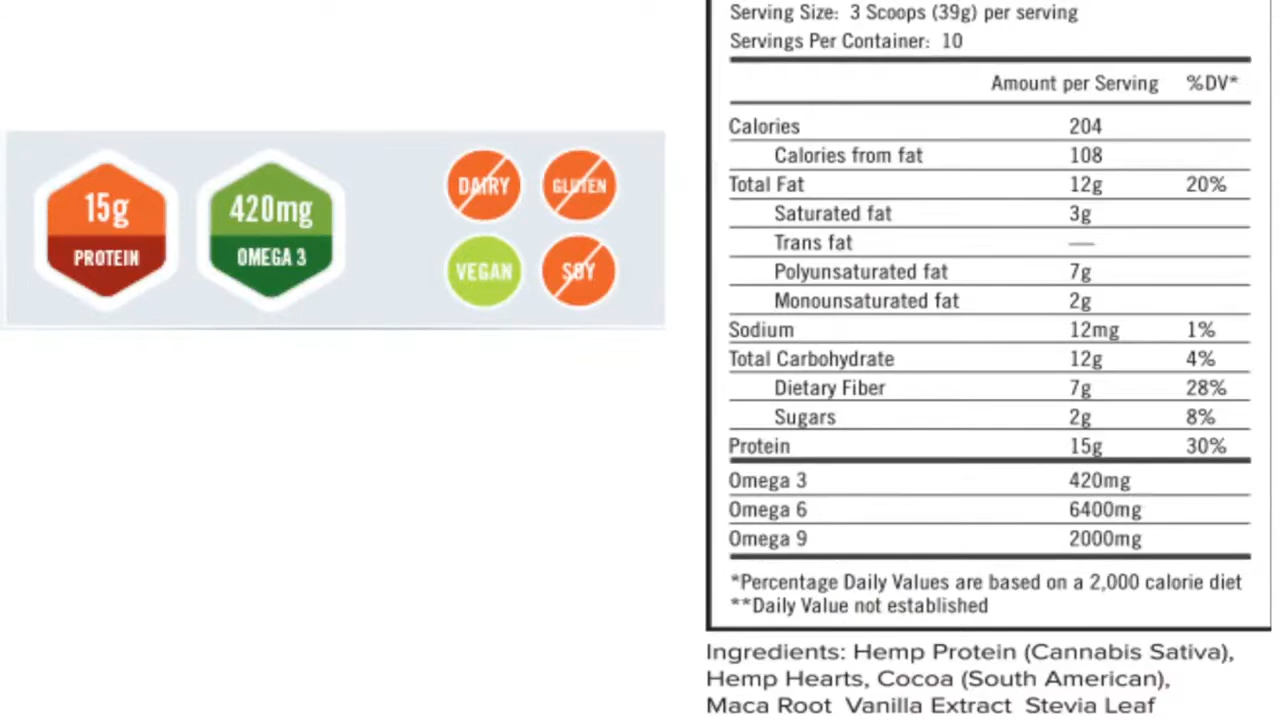 15g
PROTEIN
420mg
OMEGA 3
DAIRY
GLUTEN
VEGAN
SOY
Serving Size: 3 Scoops (39g) per serving
Servings Per Container: 10
Amount per Serving %DV*
Calories 204
Calories from fat 108
Total Fat 12g 20%
Saturated fat 3g
Trans fat —
Polyunsaturated fat 7g
Monounsaturated fat 2g
Sodium 12mg 1%
Total Carbohydrate 12g 4%
Dietary Fiber 7g 28%
Sugars 2g 8%
Protein 15g 30%
Omega 3 420mg
Omega 6 6400mg
Omega 9 2000mg
*Percentage Daily Values are based on a 2,000 calorie diet
**Daily Value not established
Ingredients: Hemp Protein (Cannabis Sativa),
Hemp Hearts, Cocoa (South American),
Maca Root Vanilla Extract Stevia Leaf